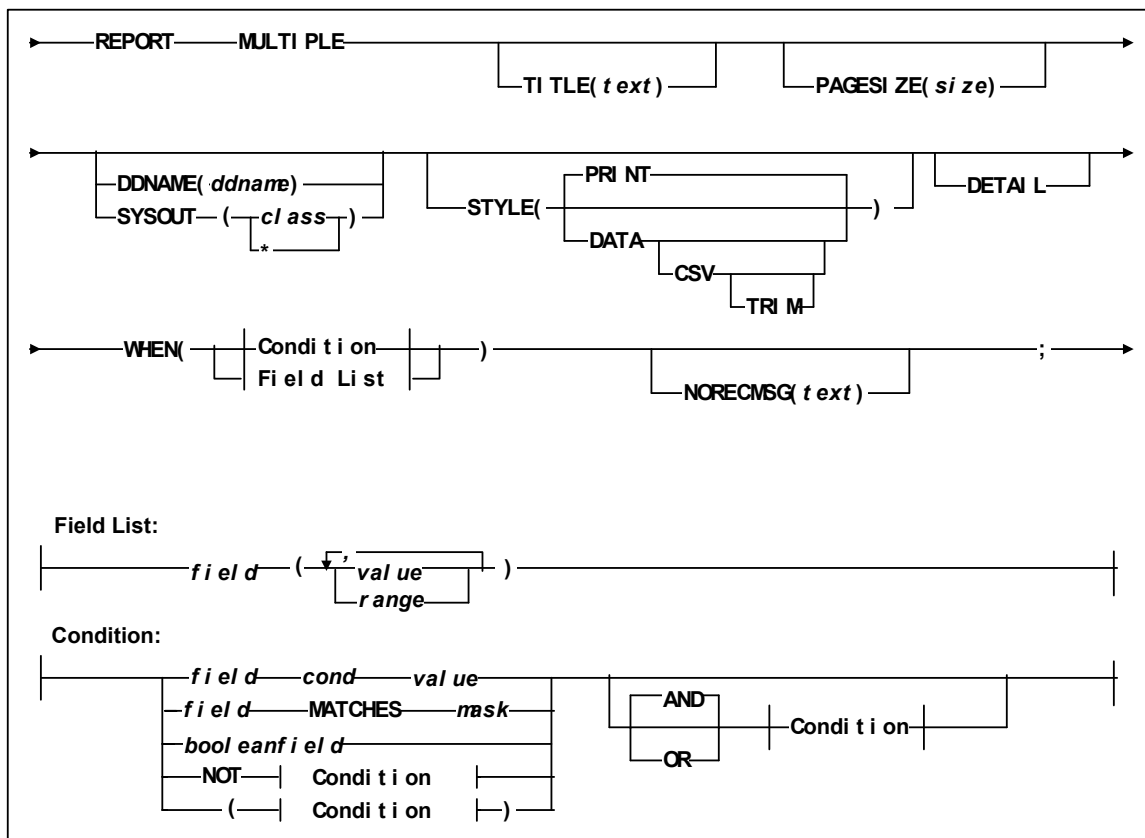 REPORT MULTIPLE
TITLE(text) PAGESIZE(size)
PRINT
DDNAME(ddname) STYLE( ) DETAIL
SYSOUT (class)
*
DATA
CSV
TRIM
WHEN( Condition ) ;
Field List NORECMSG(text)
Field List:
,
field ( value )
range
Condition:
field cond value AND
field MATCHES mask Condition
booleanfield OR
NOT Condition
( Condition )